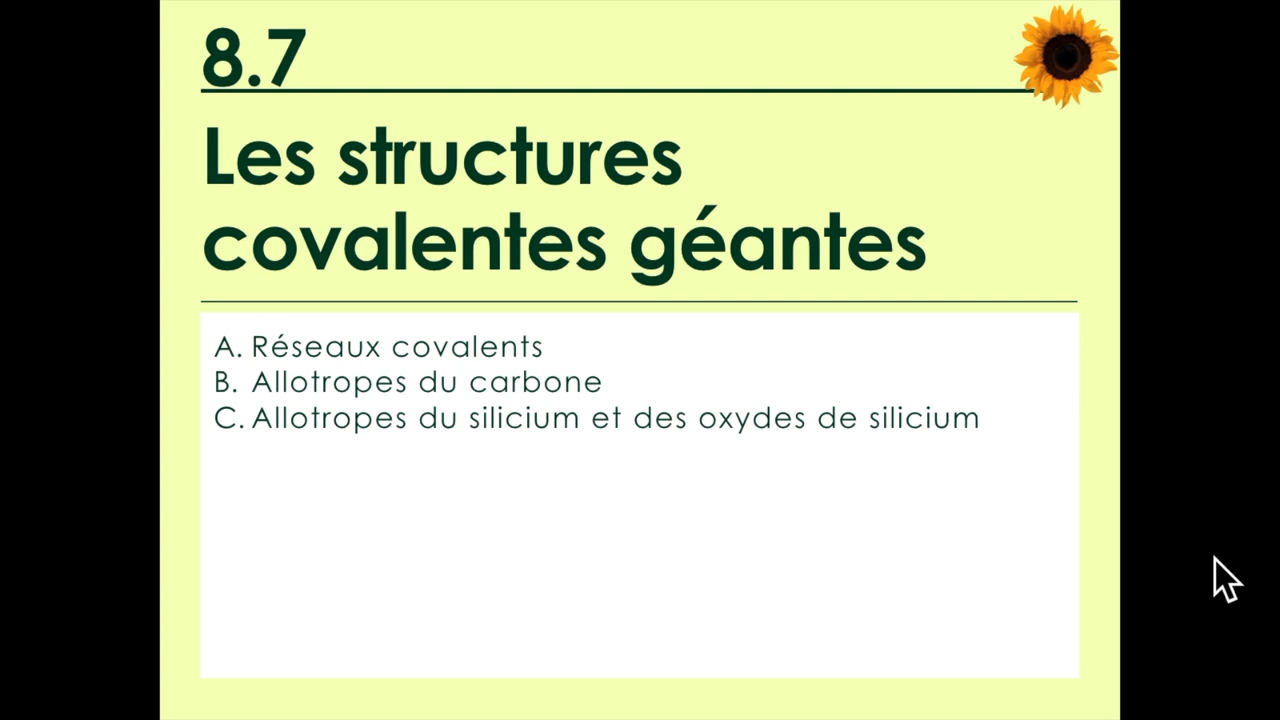 8.7
Les structures
covalentes géantes
A. Réseaux covalents
B. Allotropes du carbone
C. Allotropes du silicium et des oxydes de silicium